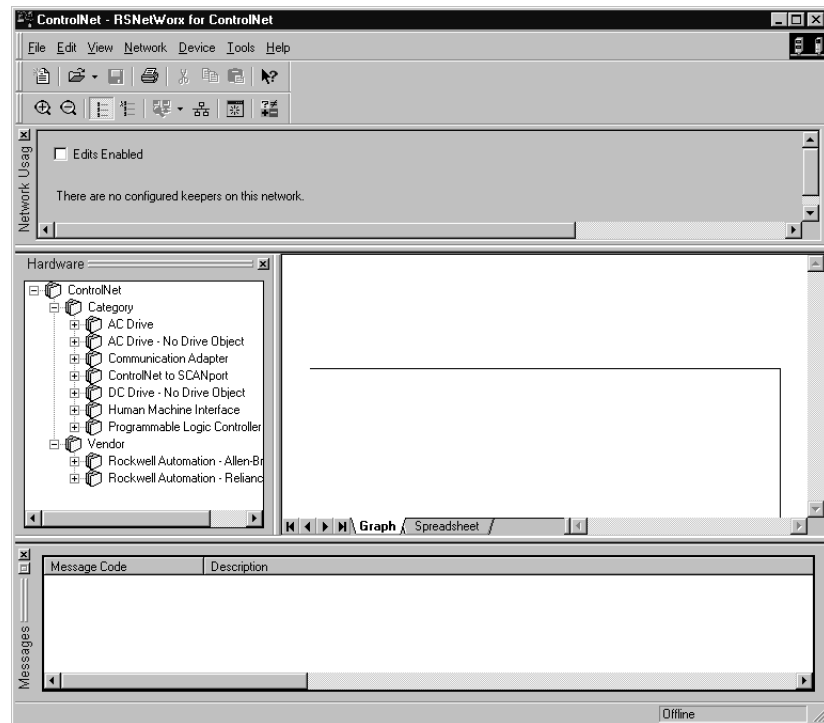 ControlNet - RSNetWorx for ControlNet
File Edit View Network Device Tools Help
Network Usag
Edits Enabled
There are no configured keepers on this network.
Hardware
ControlNet
Category
AC Drive
AC Drive - No Drive Object
Communication Adapter
ControlNet to SCANport
DC Drive - No Drive Object
Human Machine Interface
Programmable Logic Controller
Vendor
Rockwell Automation - Allen-Br
Rockwell Automation - Relianc
Graph Spreadsheet
Messages
Message Code Description
Offline